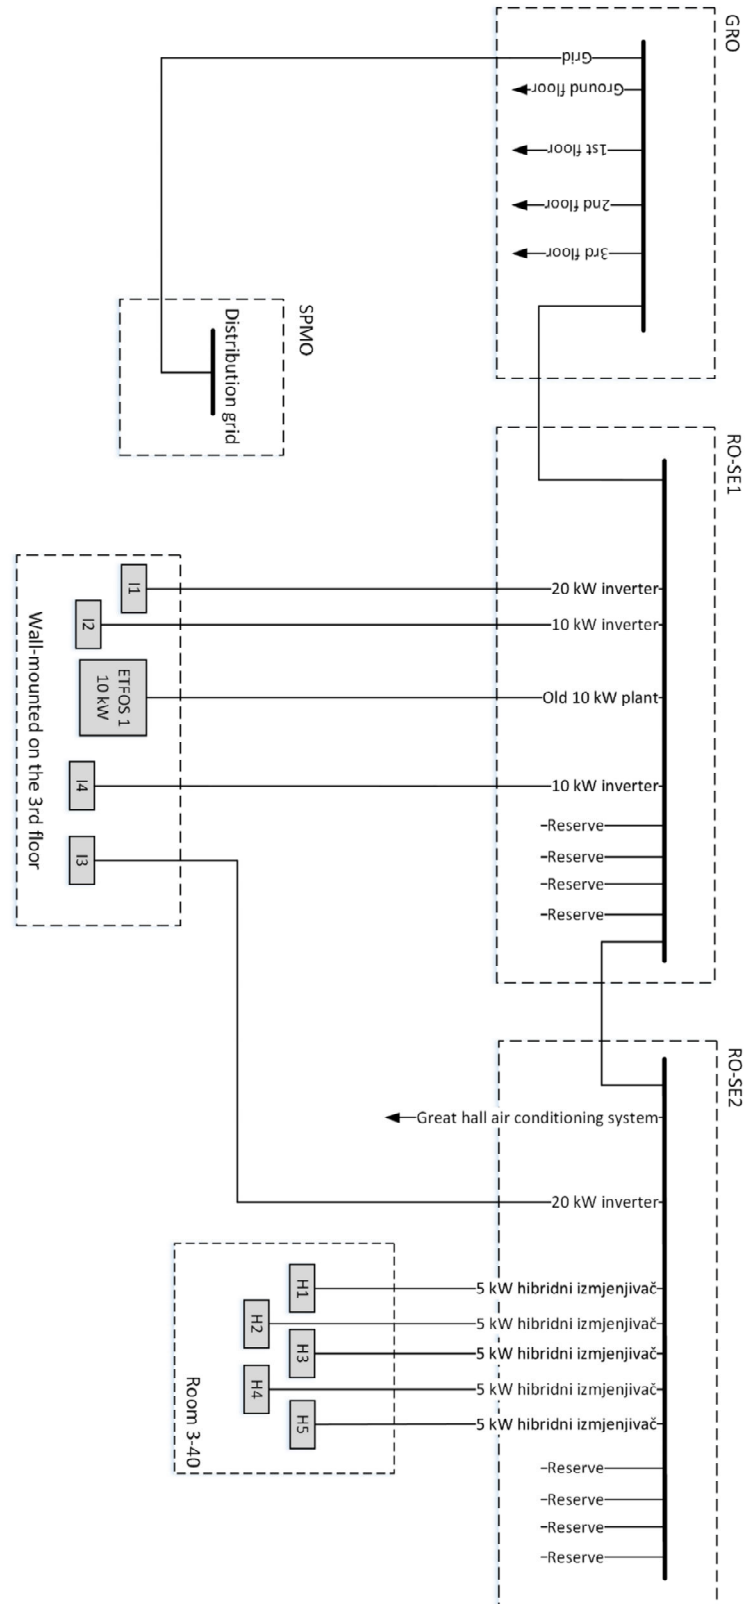 GRO
Grid
Ground floor
1st floor
2nd floor
3rd floor
SPMO
Distribution grid
RO-SE1
20 kW inverter
10 kW inverter
Old 10 kW plant
10 kW inverter
Reserve
Reserve
Reserve
Reserve
I1
I2
ETFOS 1
10 kW
I4
I3
Wall-mounted on the 3rd floor
RO-SE2
Great hall air conditioning system
20 kW inverter
5 kW hibridni izmjenjivač
5 kW hibridni izmjenjivač
5 kW hibridni izmjenjivač
5 kW hibridni izmjenjivač
5 kW hibridni izmjenjivač
Reserve
Reserve
Reserve
Reserve
H1
H2
H3
H4
H5
Room 3-40